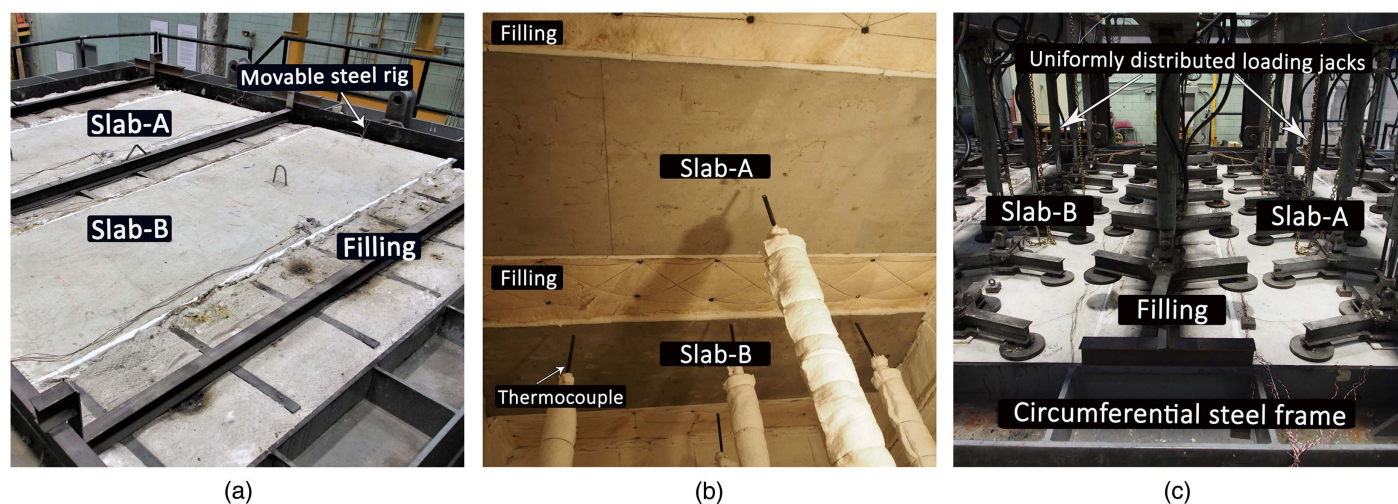 Movable steel rig
Slab-A
Slab-B
Filling
Filling
Slab-A
Filling
Slab-B
Thermocouple
Uniformly distributed loading jacks
Slab-B
Slab-A
Filling
Circumferential steel frame
(a)
(b)
(c)